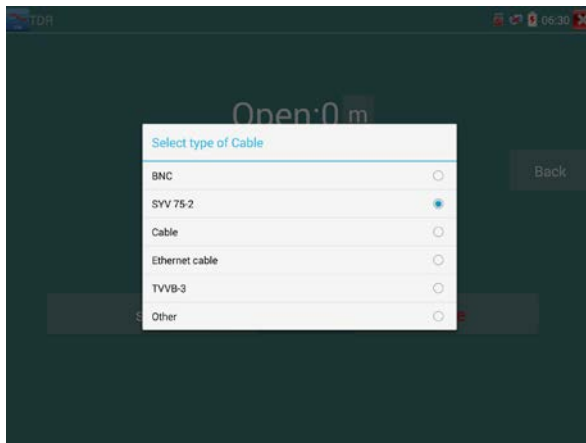 TDR
06:30
Open:0 m
Select type of Cable
BNC
SYV 75-2
Back
Cable
Ethernet cable
TVVB-3
Other